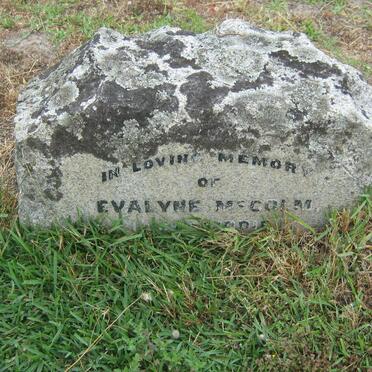 IN LOVING MEMORY
OF
EVALYNE McCOLM